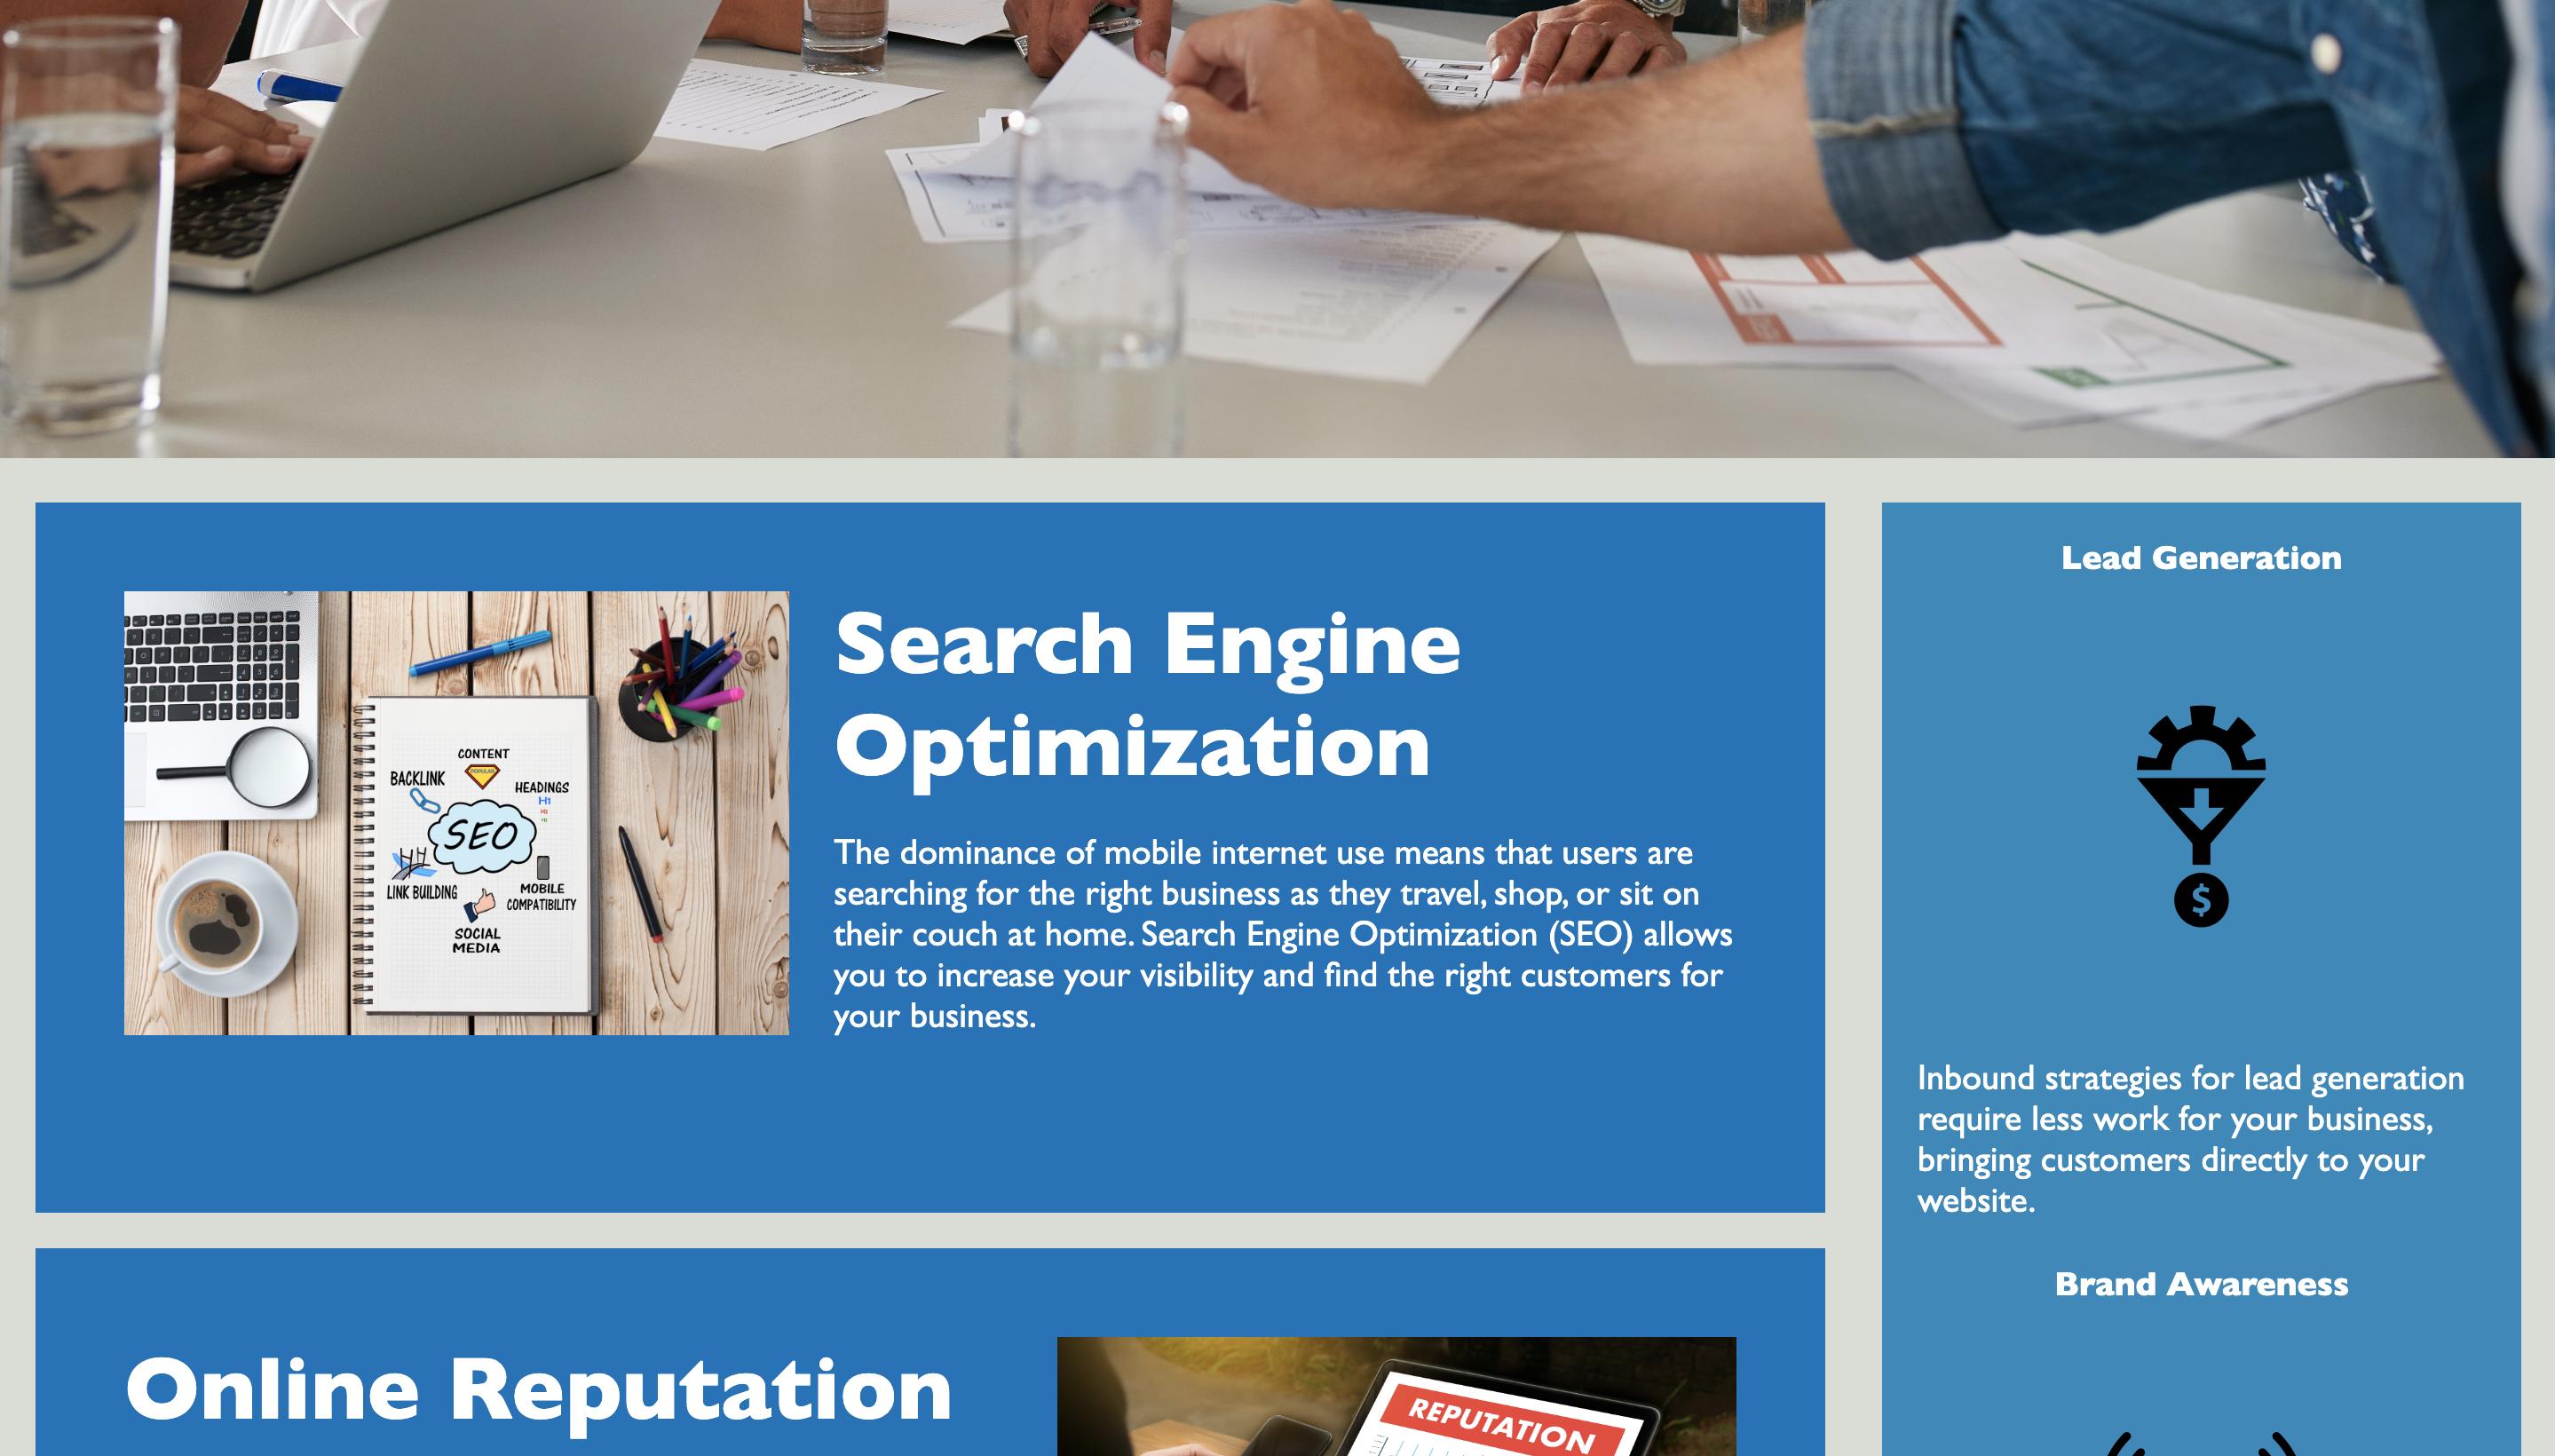 Search Engine
Optimization
The dominance of mobile internet use means that users are
searching for the right business as they travel, shop, or sit on
their couch at home. Search Engine Optimization (SEO) allows
you to increase your visibility and find the right customers for
your business.
CONTENT
POPULAR
BACKLINK
HEADINGS
H1
H2
H3
SEO
LINK BUILDING
MOBILE
COMPATIBILITY
SOCIAL
MEDIA
Online Reputation
REPUTATION
Lead Generation
$
Inbound strategies for lead generation
require less work for your business,
bringing customers directly to your
website.
Brand Awareness